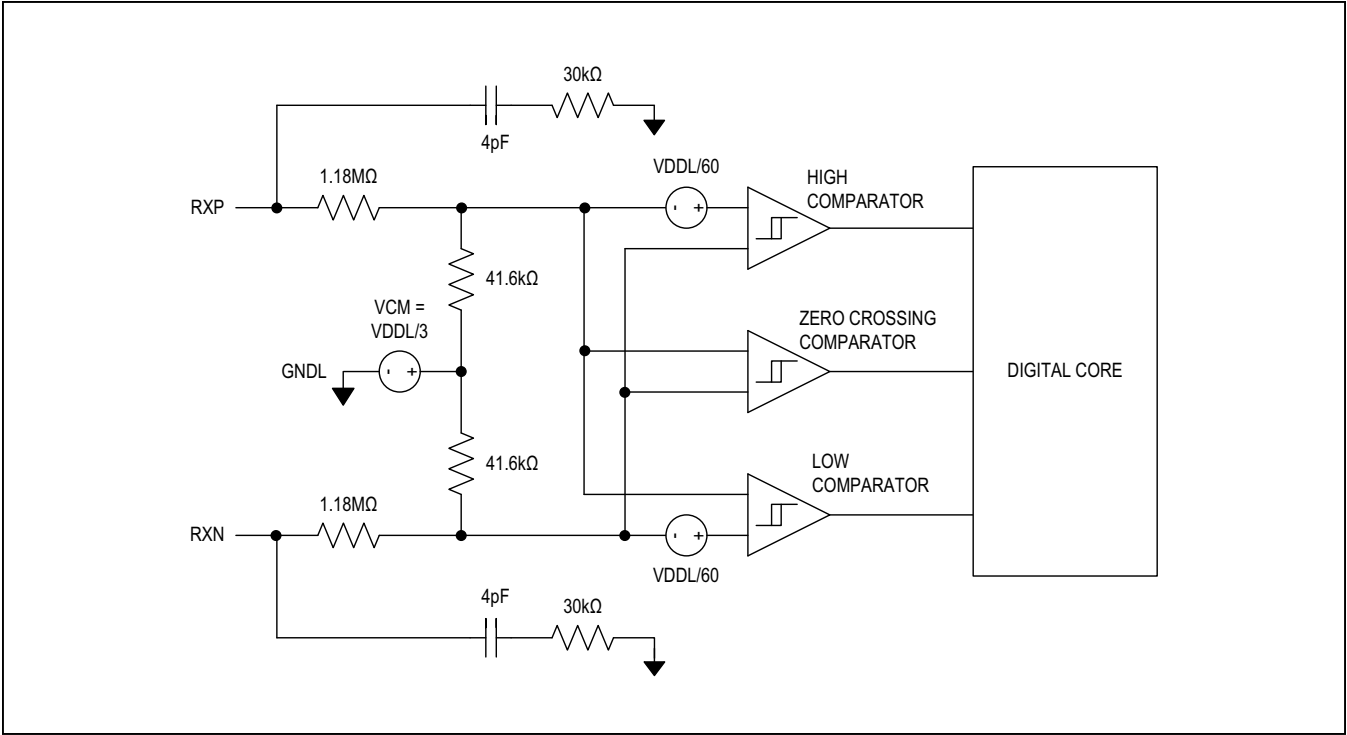 30kΩ
4pF
VDDL/60
1.18MΩ
HIGH
COMPARATOR
RXP
41.6kΩ
VCM =
VDDL/3
ZERO CROSSING
COMPARATOR
GNDL
- +
DIGITAL CORE
41.6kΩ
LOW
COMPARATOR
1.18MΩ
RXN
- +
VDDL/60
4pF
30kΩ
- +